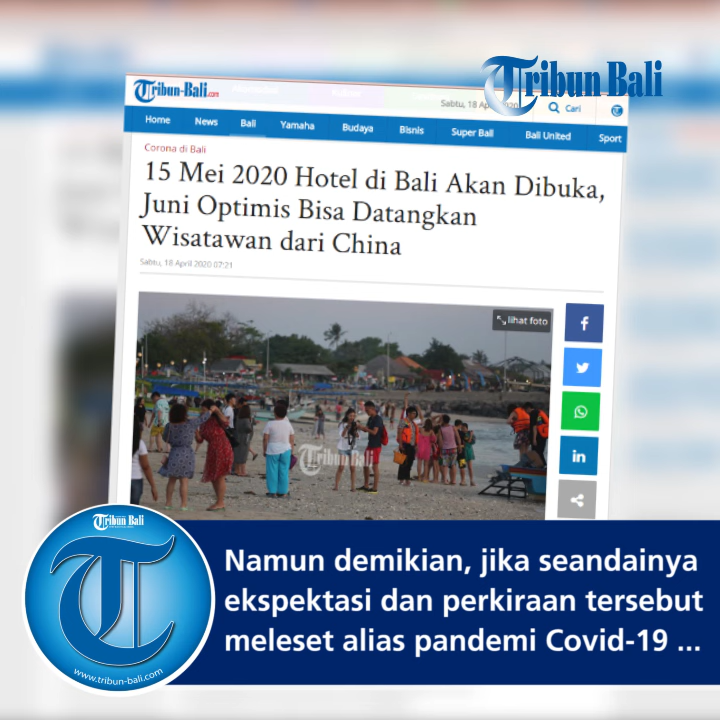 Tribun Bali
Tribun-Bali.com
Sabtu, 18 Ap
Cari
Home News Bali Yamaha Budaya Bisnis Super Ball Bali United Sport
Corona di Bali
15 Mei 2020 Hotel di Bali Akan Dibuka,
Juni Optimis Bisa Datangkan
Wisatawan dari China
Sabtu, 18 April 2020 07:21
lihat foto
Tribun Bali
Tribun Bali
Namun demikian, jika seandainya
ekspektasi dan perkiraan tersebut
meleset alias pandemi Covid-19 ...
www.tribun-bali.com